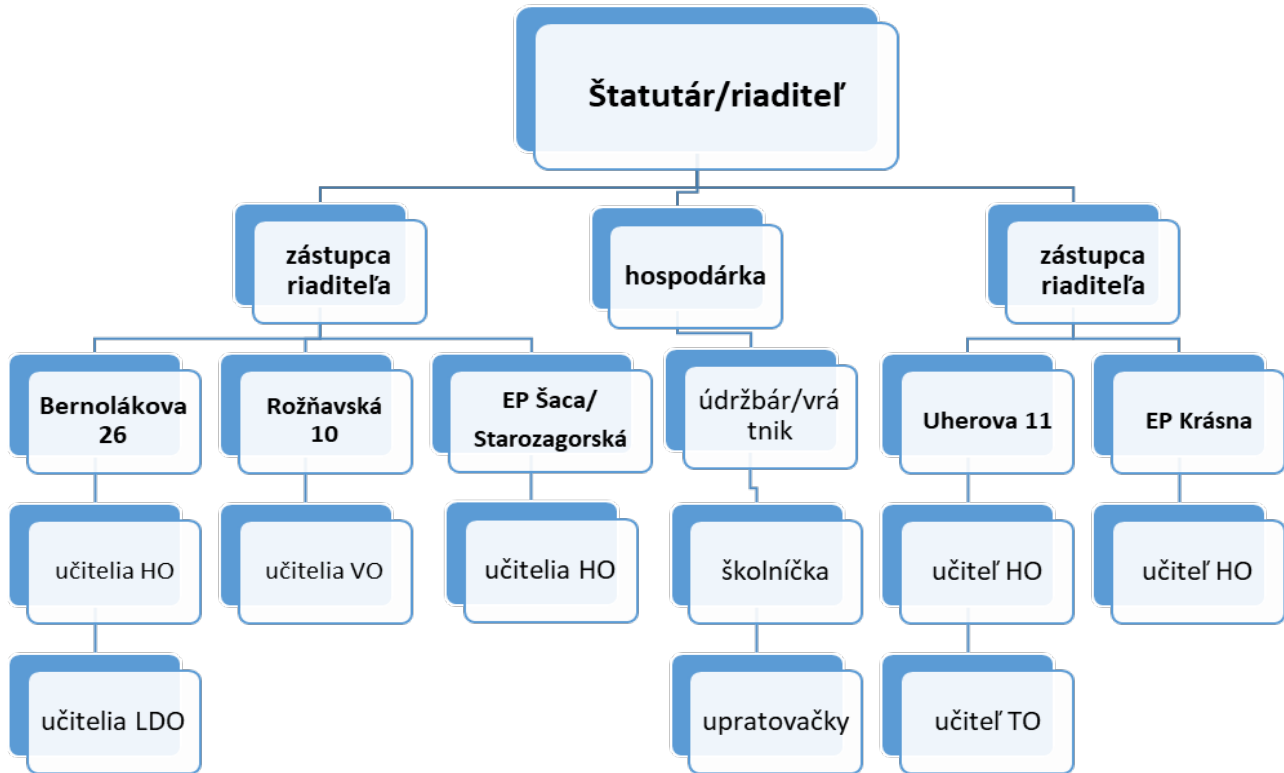 Štatutár/riaditeľ
zástupca
riaditeľa
hospodárka
zástupca
riaditeľa
Bernolákova
26
Rožňavská
10
EP Šaca/
Starozagorská
údržbár/vrá
tnik
Uherova 11
EP Krásna
učitelia HO
učitelia VO
učitelia HO
školníčka
učiteľ HO
učiteľ HO
učitelia LDO
upratovačky
učiteľ TO